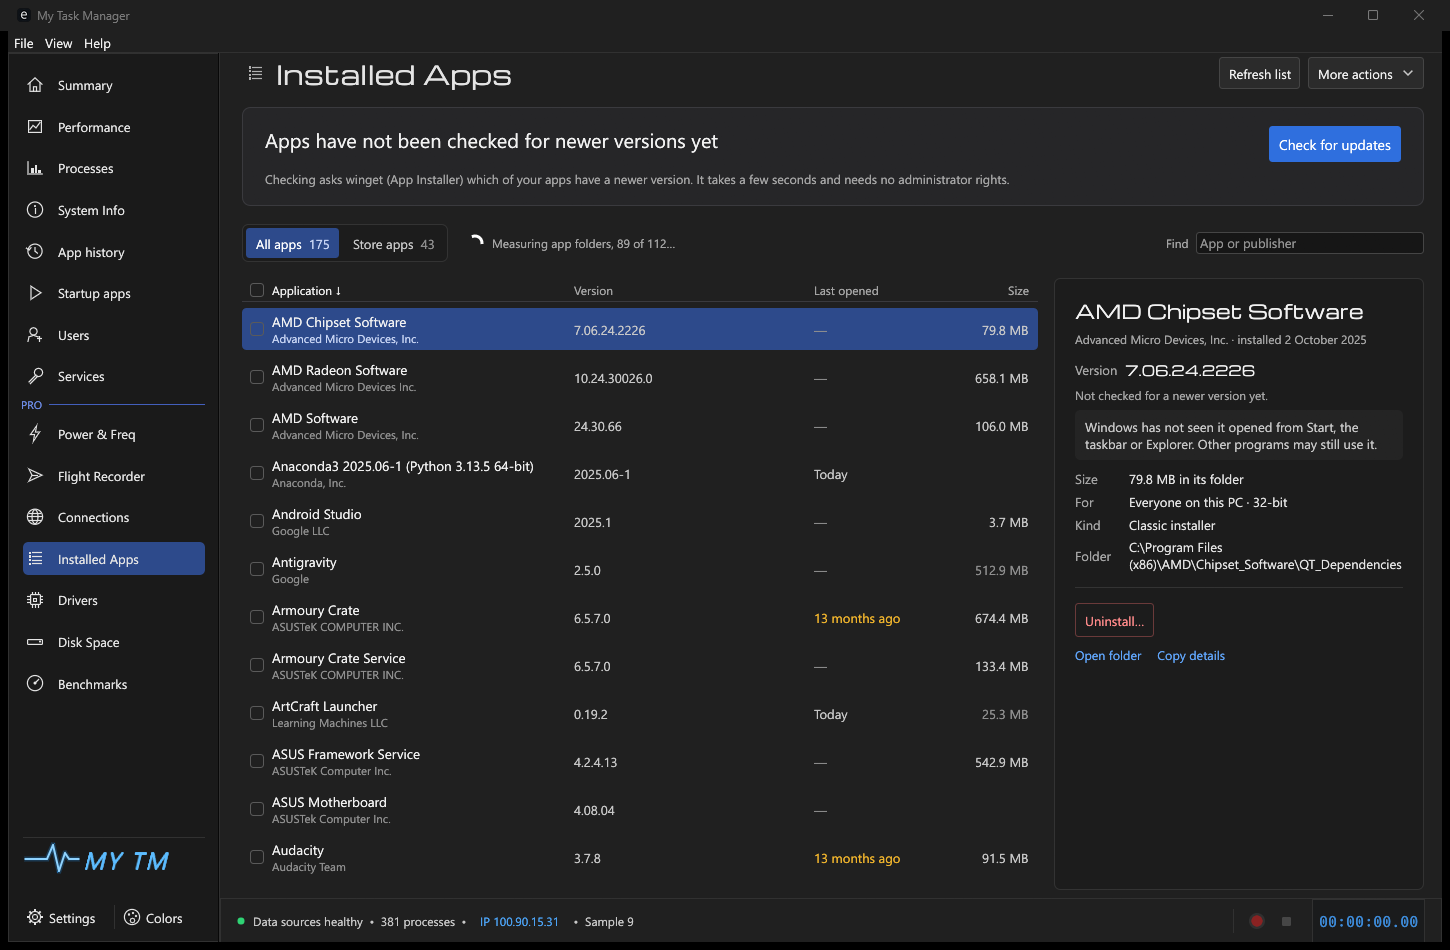 My Task Manager
File View Help
Summary
Performance
Processes
System Info
App history
Startup apps
Users
Services
PRO
Power & Freq
Flight Recorder
Connections
Installed Apps
Drivers
Disk Space
Benchmarks
MY TM
Settings Colors
Installed Apps
Refresh list More actions
Apps have not been checked for newer versions yet
Check for updates
Checking asks winget (App Installer) which of your apps have a newer version. It takes a few seconds and needs no administrator rights.
All apps 175 Store apps 43 Measuring app folders, 89 of 112...
Find App or publisher
Application ↓ Version Last opened Size
AMD Chipset Software
Advanced Micro Devices, Inc.
7.06.24.2226 — 79.8 MB
AMD Radeon Software
Advanced Micro Devices Inc.
10.24.30026.0 — 658.1 MB
AMD Software
Advanced Micro Devices, Inc.
24.30.66 — 106.0 MB
Anaconda3 2025.06-1 (Python 3.13.5 64-bit)
Anaconda, Inc.
2025.06-1 Today
Android Studio
Google LLC
2025.1 — 3.7 MB
Antigravity
Google
2.5.0 — 512.9 MB
Armoury Crate
ASUSTeK COMPUTER INC.
6.5.7.0 13 months ago 674.4 MB
Armoury Crate Service
ASUSTeK COMPUTER INC.
6.5.7.0 — 133.4 MB
ArtCraft Launcher
Learning Machines LLC
0.19.2 Today 25.3 MB
ASUS Framework Service
ASUSTeK Computer Inc.
4.2.4.13 — 542.9 MB
ASUS Motherboard
ASUSTek Computer Inc.
4.08.04 —
Audacity
Audacity Team
3.7.8 13 months ago 91.5 MB
AMD Chipset Software
Advanced Micro Devices, Inc. · installed 2 October 2025
Version 7.06.24.2226
Not checked for a newer version yet.
Windows has not seen it opened from Start, the
taskbar or Explorer. Other programs may still use it.
Size 79.8 MB in its folder
For Everyone on this PC · 32-bit
Kind Classic installer
Folder C:\Program Files
(x86)\AMD\Chipset_Software\QT_Dependencies
Uninstall...
Open folder Copy details
Data sources healthy • 381 processes • IP 100.90.15.31 • Sample 9
00:00:00.00